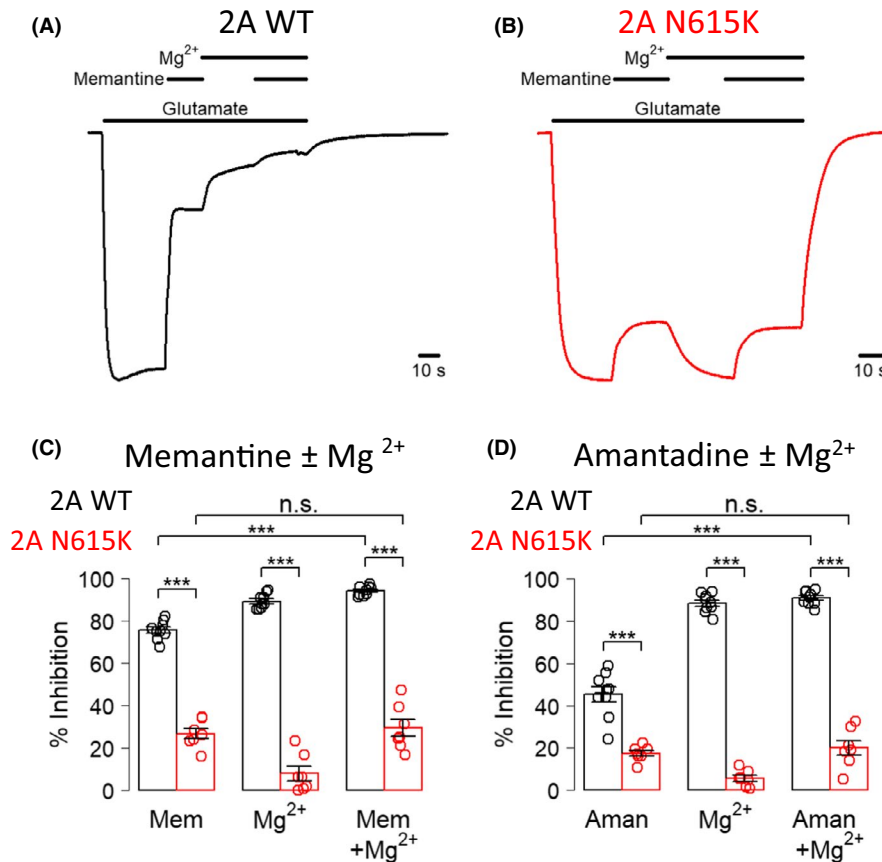 (A) 2A WT
Mg2+
Memantine
Glutamate
10 s
(B) 2A N615K
Mg2+
Memantine
Glutamate
10 s
(C) Memantine ± Mg 2+
2A WT
2A N615K
n.s.
***
*** *** ***
100
80
60
40
20
0
% Inhibition
Mem Mg2+ Mem
+Mg2+
(D) Amantadine ± Mg2+
2A WT
2A N615K
n.s.
***
*** *** ***
100
80
60
40
20
0
% Inhibition
Aman Mg2+ Aman
+Mg2+